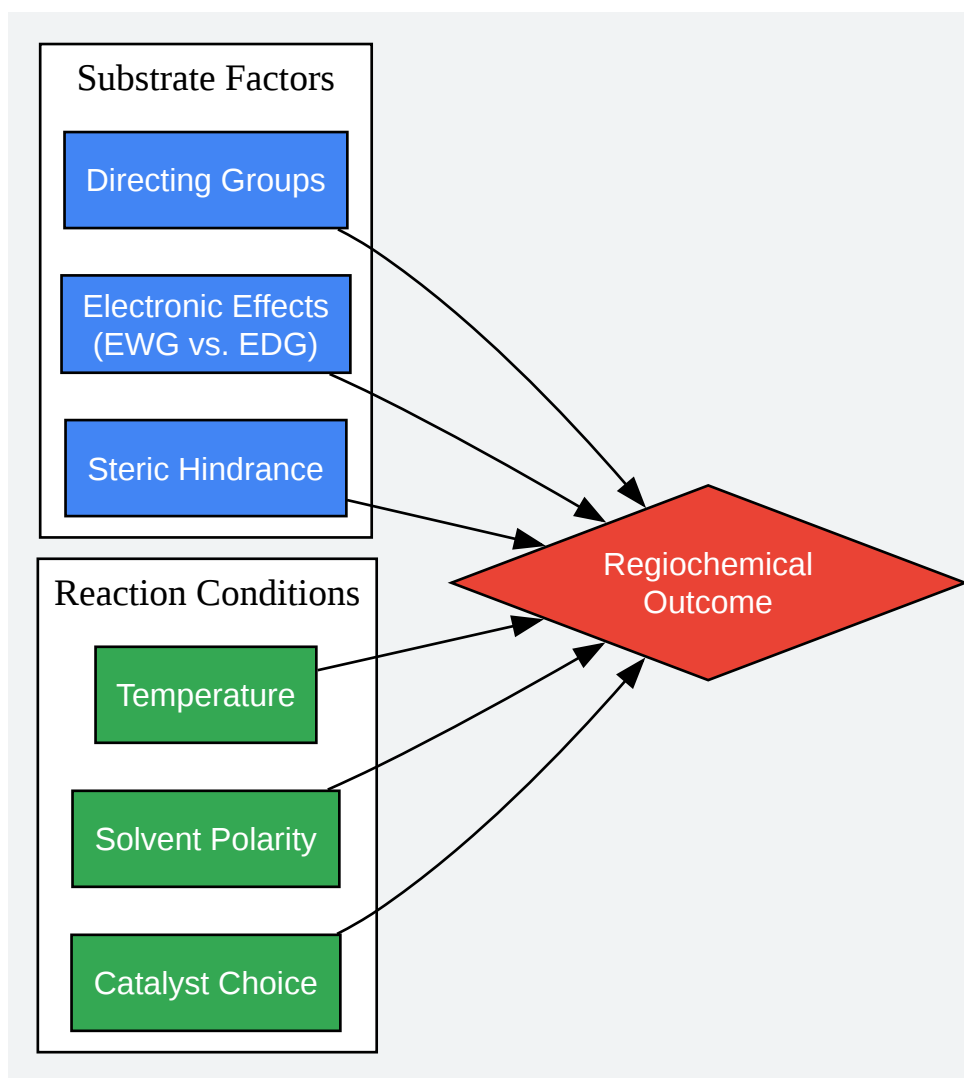 Substrate Factors
Directing Groups
Electronic Effects
(EWG vs. EDG)
Steric Hindrance
Regiochemical
Outcome
Reaction Conditions
Temperature
Solvent Polarity
Catalyst Choice